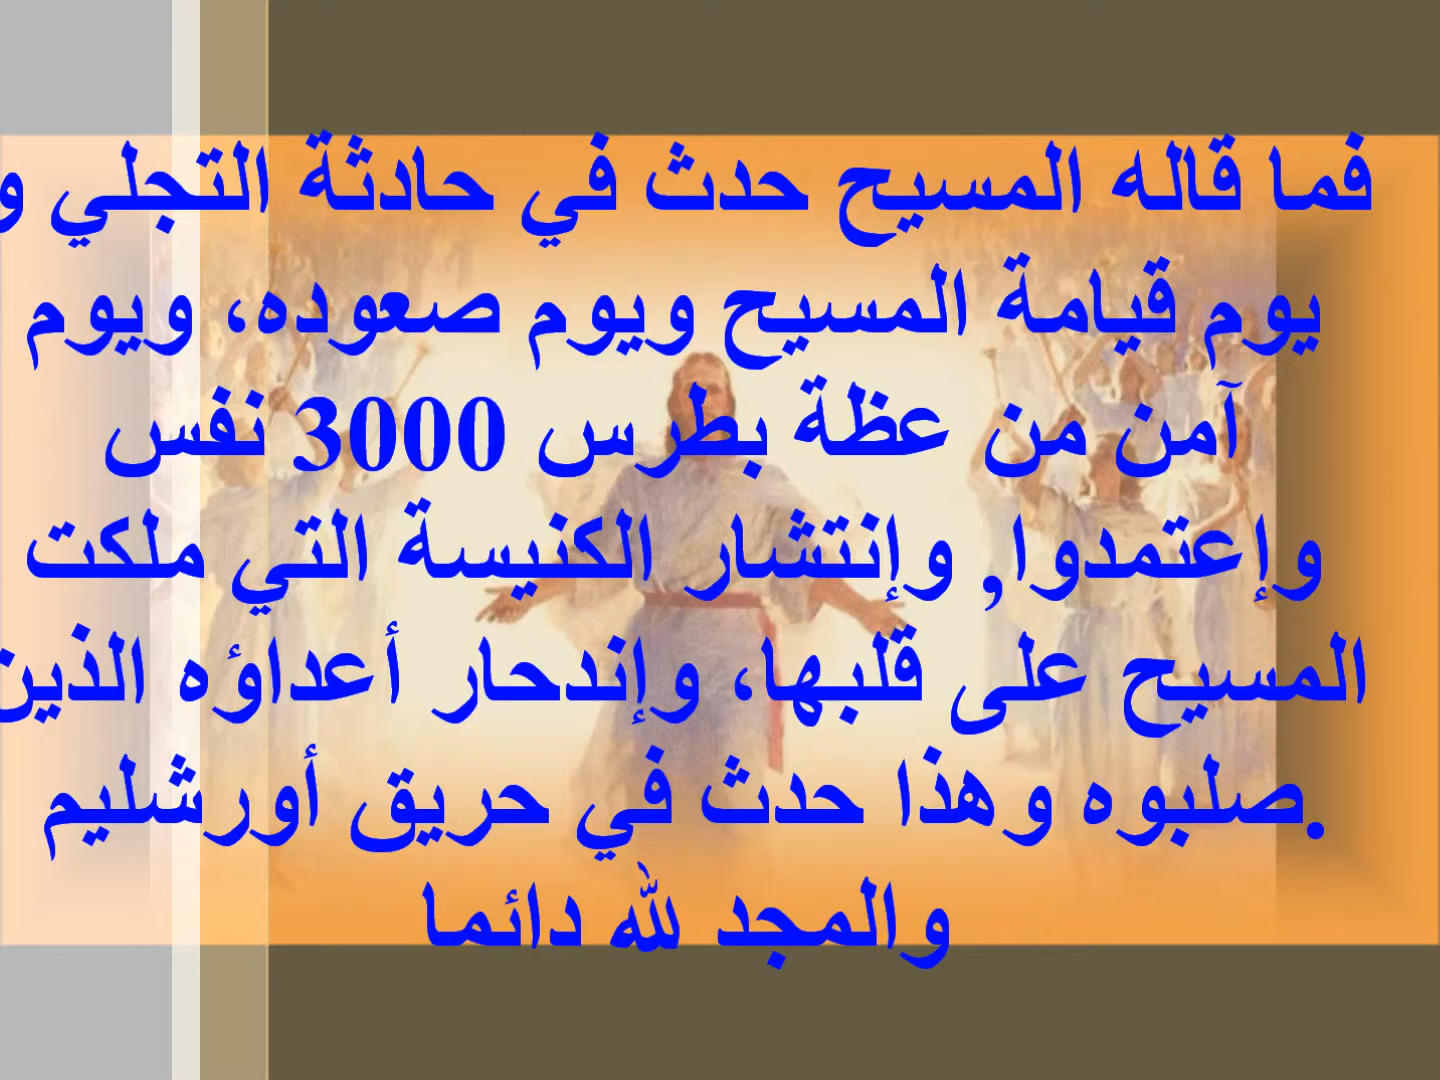 فما قاله المسيح حدث في حادثة التجلي و
يوم قيامة المسيح ويوم صعوده، ويوم
آمن من عظة بطرس 3000 نفس
وإعتمدوا, وإنتشار الكنيسة التي ملكت
المسيح على قلبها، وإندحار أعداؤه الذين
صلبوه وهذا حدث في حريق أورشليم.
والمجد لله دائما